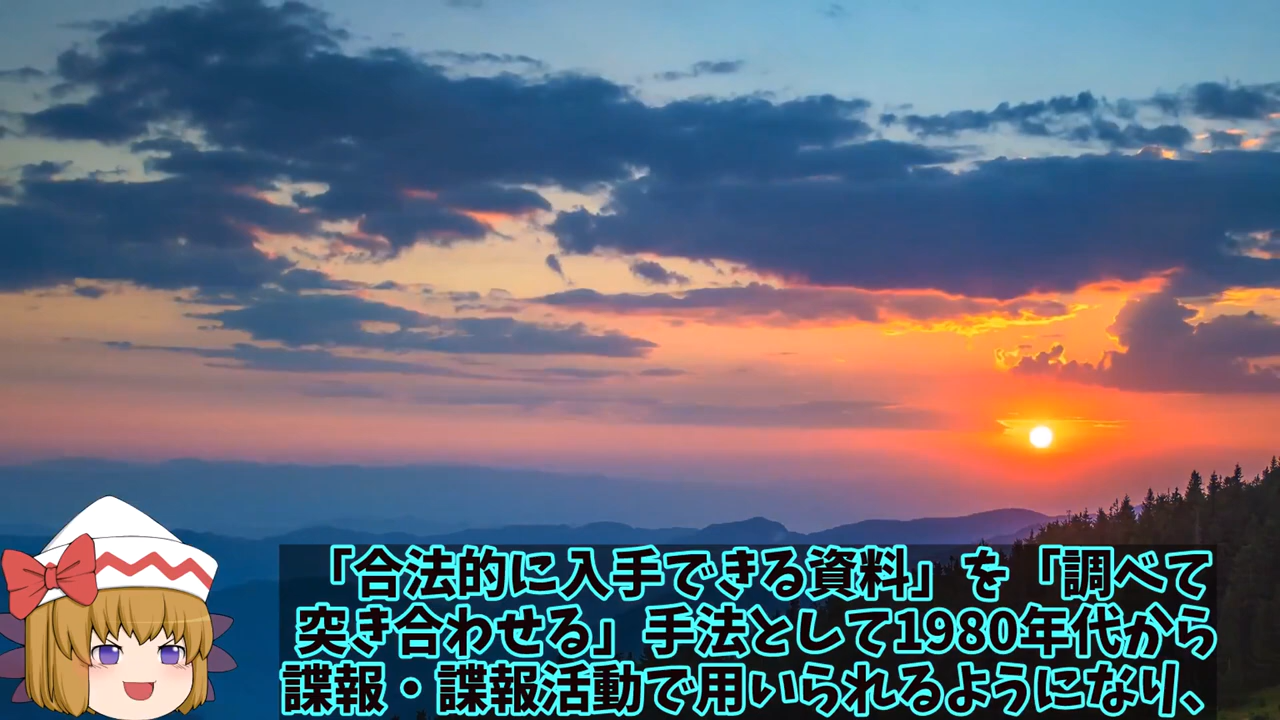 「合法的に入手できる資料」を「調べて
突き合わせる」手法として1980年代から
諜報・諜報活動で用いられるようになり、